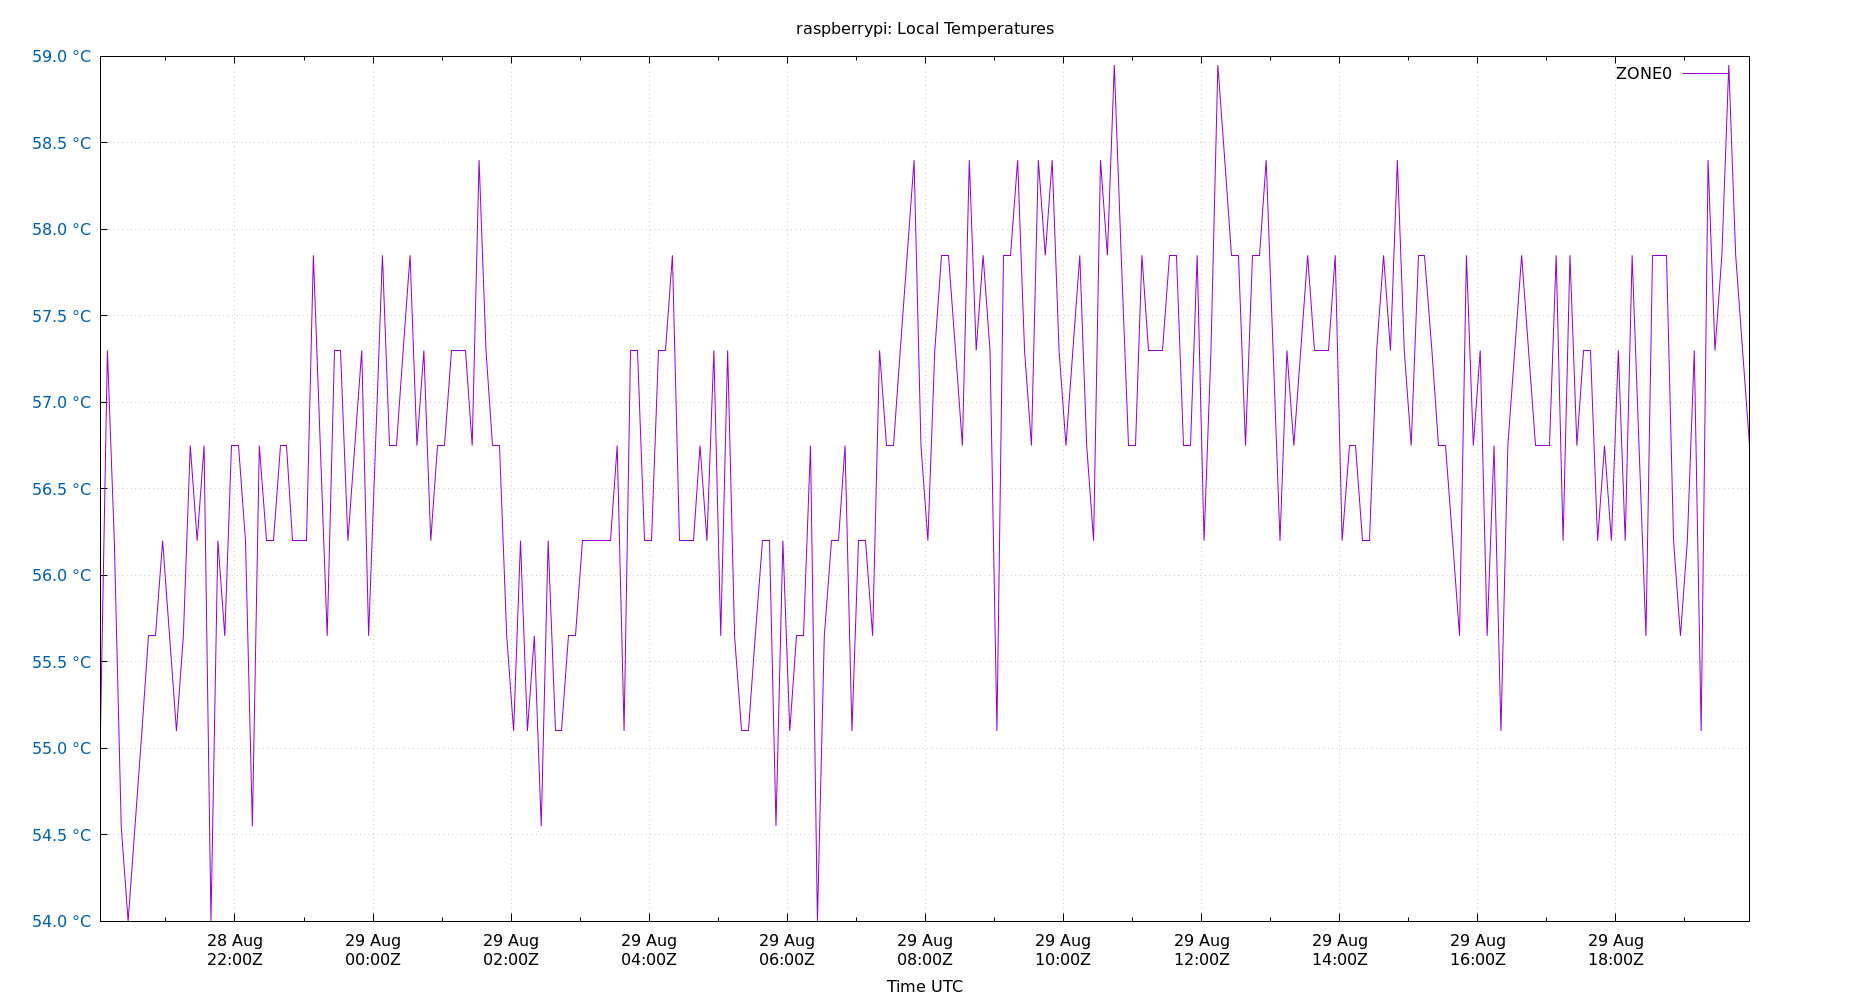 raspberrypi: Local Temperatures
59.0 °C
ZONE0
58.5 °C
58.0 °C
57.5 °C
57.0 °C
56.5 °C
56.0 °C
55.5 °C
55.0 °C
54.5 °C
54.0 °C
28 Aug 29 Aug 29 Aug 29 Aug 29 Aug 29 Aug 29 Aug 29 Aug 29 Aug 29 Aug 29 Aug
22:00Z 00:00Z 02:00Z 04:00Z 06:00Z 08:00Z 10:00Z 12:00Z 14:00Z 16:00Z 18:00Z
Time UTC